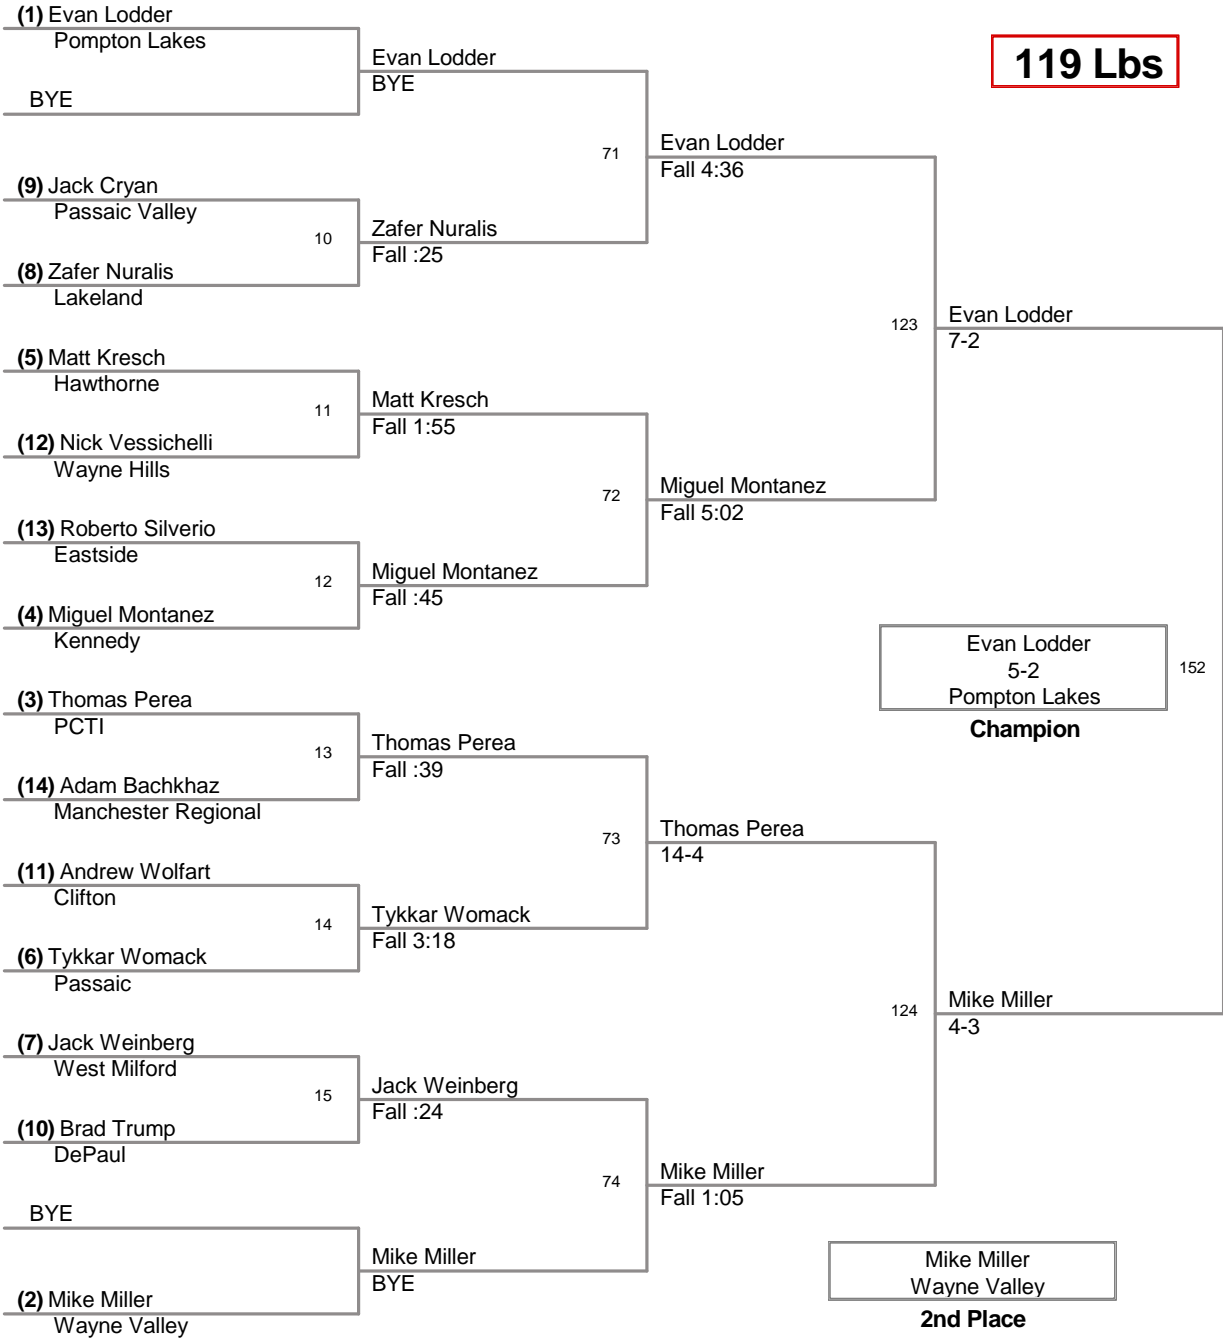 119 Lbs
(1) Evan Lodder
Pompton Lakes
BYE
(9) Jack Cryan
Passaic Valley
(8) Zafer Nuralis
Lakeland
(5) Matt Kresch
Hawthorne
(12) Nick Vessichelli
Wayne Hills
(13) Roberto Silverio
Eastside
(4) Miguel Montanez
Kennedy
(3) Thomas Perea
PCTI
(14) Adam Bachkhaz
Manchester Regional
(11) Andrew Wolfart
Clifton
(6) Tykkar Womack
Passaic
(7) Jack Weinberg
West Milford
(10) Brad Trump
DePaul
BYE
(2) Mike Miller
Wayne Valley
10
11
12
13
14
15
Evan Lodder
BYE
Zafer Nuralis
Fall :25
Matt Kresch
Fall 1:55
Miguel Montanez
Fall :45
Thomas Perea
Fall :39
Tykkar Womack
Fall 3:18
Jack Weinberg
Fall :24
Mike Miller
BYE
71
72
73
74
Evan Lodder
Fall 4:36
Miguel Montanez
Fall 5:02
Thomas Perea
14-4
Mike Miller
Fall 1:05
123
124
Evan Lodder
7-2
Mike Miller
4-3
152
Evan Lodder
5-2
Pompton Lakes
Champion
Mike Miller
Wayne Valley
2nd Place